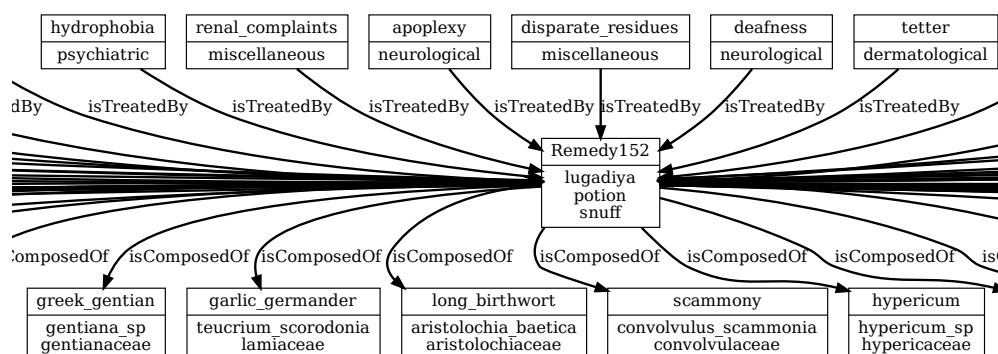 hydrophobia
psychiatric
renal_complaints
miscellaneous
apoplexy
neurological
disparate_residues
miscellaneous
deafness
neurological
tetter
dermatological
dBy
isTreatedBy
isTreatedBy
isTreatedBy
isTreatedBy
isTreatedBy
isTreatedBy
Remedy152
lugadiya
potion
snuff
isComposedOf
isComposedOf
isComposedOf
isComposedOf
isComposedOf
isComposedOf
isComposedOf
greek_gentian
gentiana_sp
gentianaceae
garlic_germander
teucrium_scorodonia
lamiaceae
long_birthwort
aristolochia_baetica
aristolochiaceae
scammony
convolvulus_scammonia
convolvulaceae
hypericum
hypericum_sp
hypericaceae